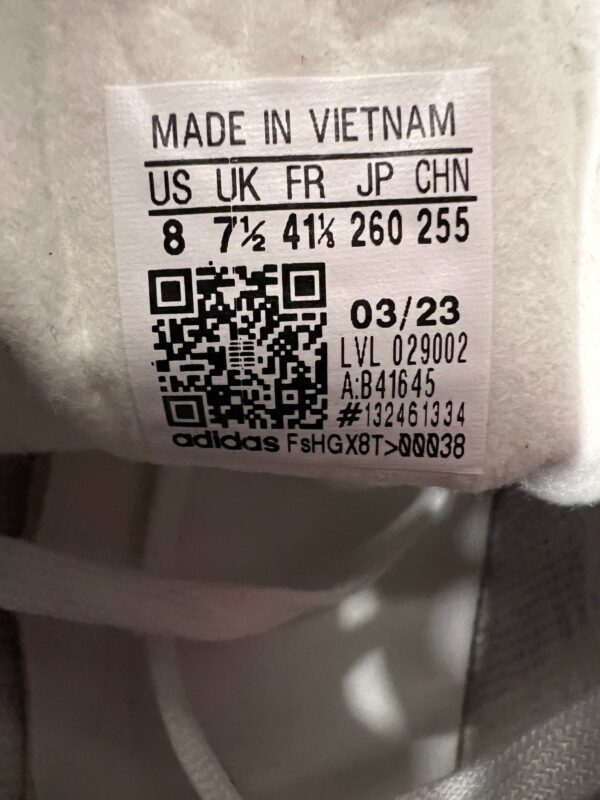 MADE IN VIETNAM
US UK FR JP CHN
8 7½ 41⅓ 260 255
03/23
LVL 029002
A:B41645
#132461334
adidas FsHGX8T>00038